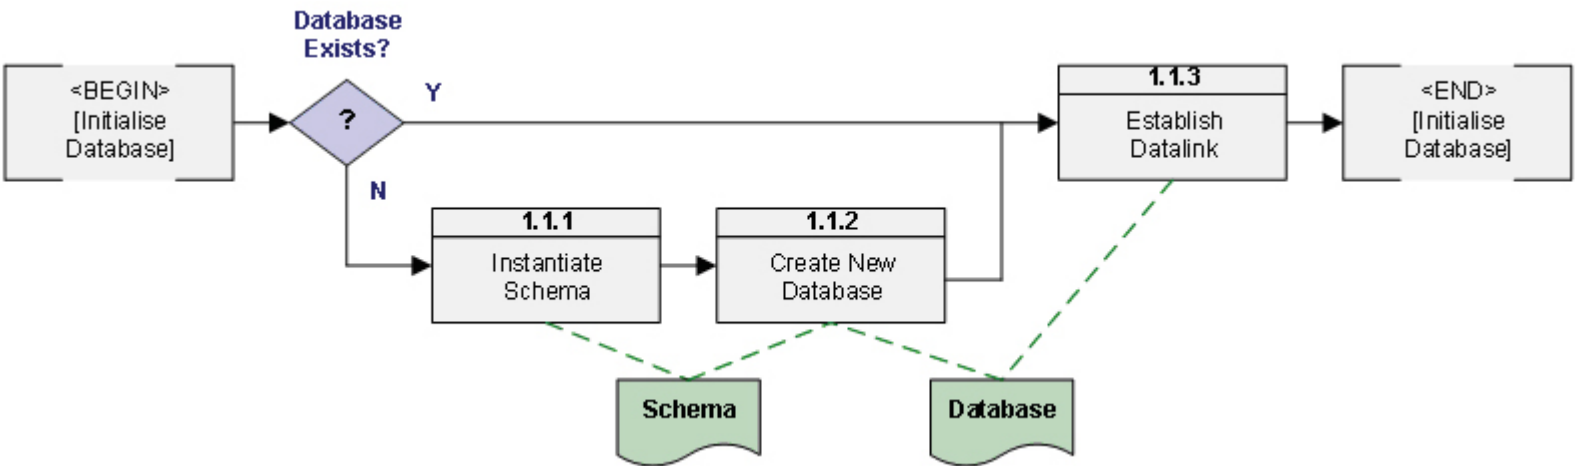 Database
Exists?
<BEGIN>
[Initialise
Database]
?
Y
N
1.1.1
Instantiate
Schema
1.1.2
Create New
Database
1.1.3
Establish
Datalink
<END>
[Initialise
Database]
Schema
Database